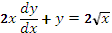 2x dy/dx + y = 2√x